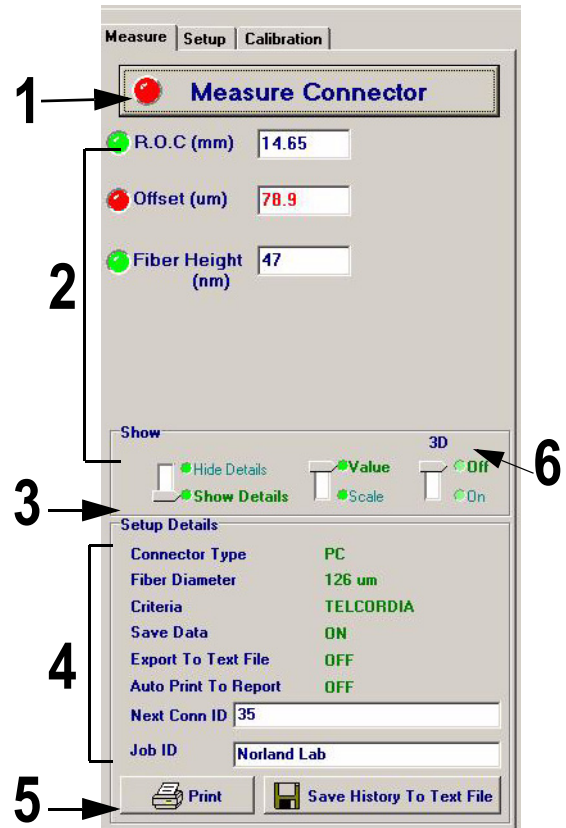 Measure Setup Calibration
1
Measure Connector
R.O.C (mm) 14.65
Offset (um) 78.9
2
Fiber Height 47
(nm)
Show
3D
6
Hide Details Value Off
Show Details Scale On
3
Setup Details
4
Connector Type PC
Fiber Diameter 126 um
Criteria TELCORDIA
Save Data ON
Export To Text File OFF
Auto Print To Report OFF
Next Conn ID 35
Job ID Norland Lab
5
Print Save History To Text File